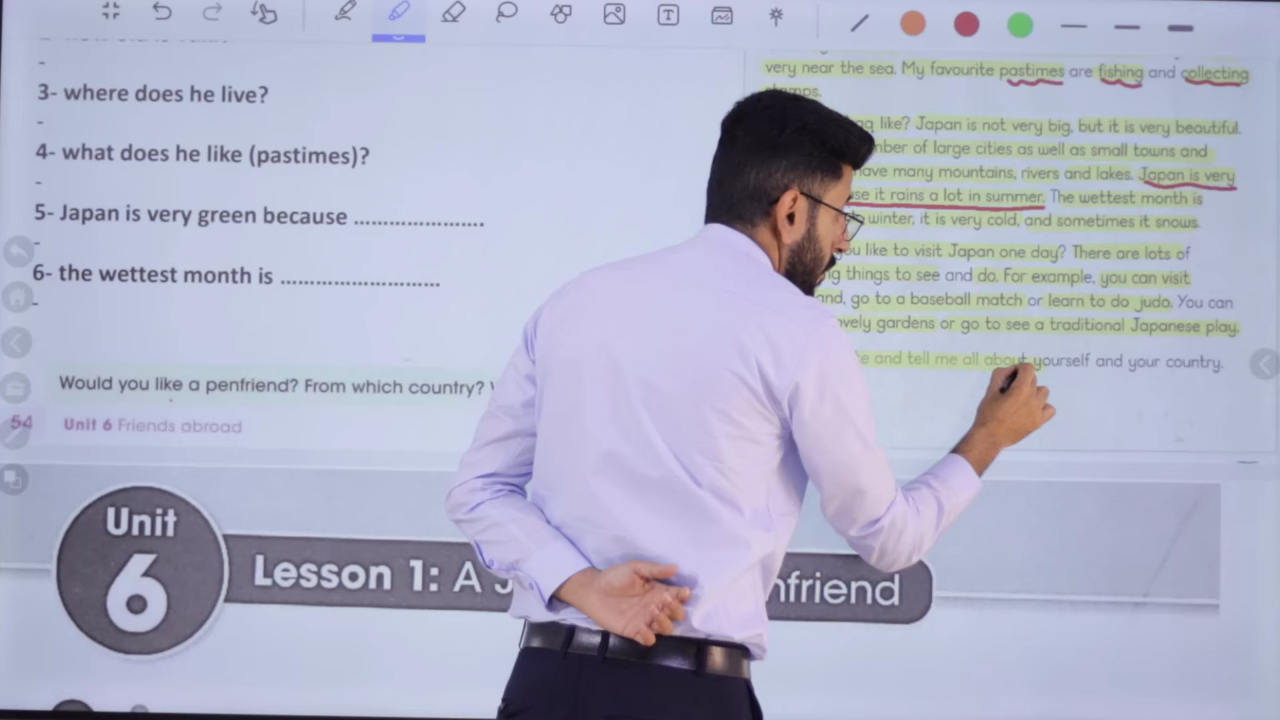 3- where does he live?
-
4- what does he like (pastimes)?
-
5- Japan is very green because ......................
-
6- the wettest month is ...........................
-
Would you like a penfriend? From which country?
54 Unit 6 Friends abroad
very near the sea. My favourite pastimes are fishing and collecting
stamps.
like? Japan is not very big, but it is very beautiful.
of large cities as well as small towns and
have many mountains, rivers and lakes. Japan is very
it rains a lot in summer. The wettest month is
winter, it is very cold, and sometimes it snows.
you like to visit Japan one day? There are lots of
things to see and do. For example, you can visit
go to a baseball match or learn to do judo. You can
gardens or go to see a traditional Japanese play.
and tell me all about yourself and your country.
Unit
6
Lesson 1: A